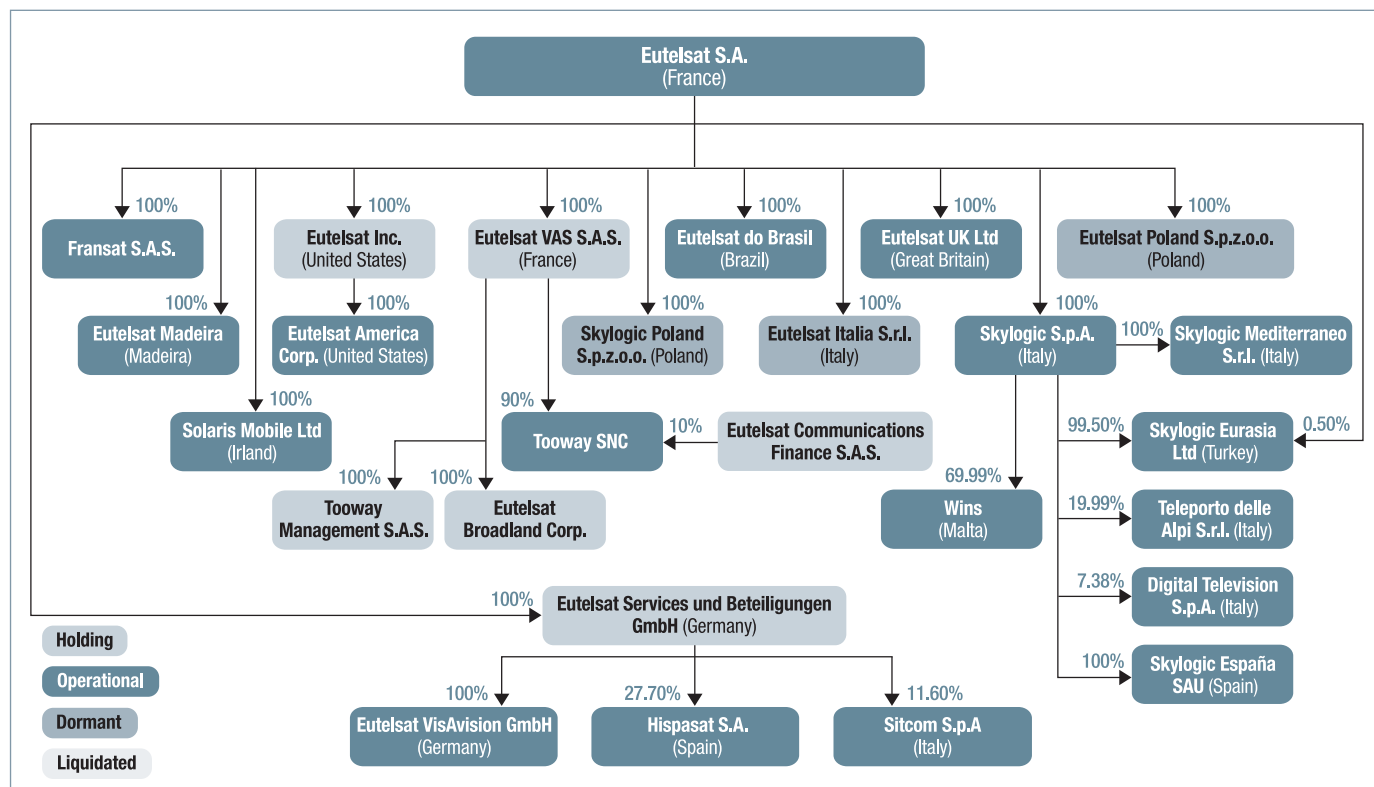 Eutelsat S.A.
(France)
100%
100%
100%
100%
100%
100%
Fransat S.A.S.
Eutelsat Inc.
(United States)
Eutelsat VAS S.A.S.
(France)
Eutelsat do Brasil
(Brazil)
Eutelsat UK Ltd
(Great Britain)
Eutelsat Poland S.p.z.o.o.
(Poland)
100%
100%
100%
100%
100%
Eutelsat Madeira
(Madeira)
Eutelsat America
Corp. (United States)
Skylogic Poland
S.p.z.o.o. (Poland)
Eutelsat Italia S.r.l.
(Italy)
Skylogic S.p.A.
(Italy)
100%
Skylogic Mediterraneo
S.r.l. (Italy)
100%
Solaris Mobile Ltd
(Irland)
90%
Tooway SNC
10%
Eutelsat Communications
Finance S.A.S.
99.50%
Skylogic Eurasia
Ltd (Turkey)
0.50%
100%
Tooway
Management S.A.S.
100%
Eutelsat
Broadland Corp.
69.99%
Wins
(Malta)
19.99%
Teleporto delle
Alpi S.r.l. (Italy)
7.38%
Digital Television
S.p.A. (Italy)
100%
Skylogic España
SAU (Spain)
100%
Eutelsat Services und Beteiligungen
GmbH (Germany)
100%
27.70%
11.60%
Eutelsat VisAvision GmbH
(Germany)
Hispasat S.A.
(Spain)
Sitcom S.p.A
(Italy)
Holding
Operational
Dormant
Liquidated